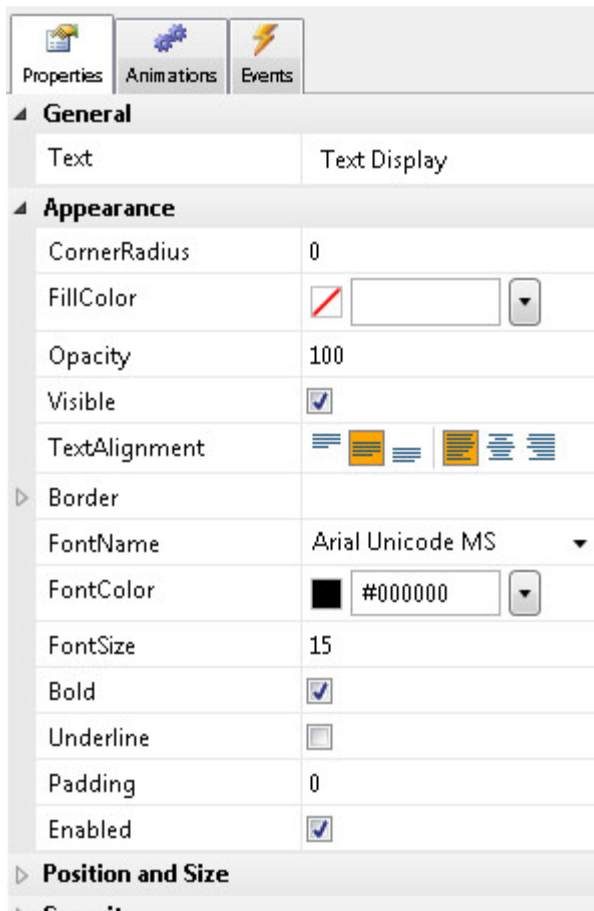 Properties Animations Events
General
Text Text Display
Appearance
CornerRadius 0
FillColor
Opacity 100
Visible
TextAlignment
Border
FontName Arial Unicode MS
FontColor #000000
FontSize 15
Bold
Underline
Padding 0
Enabled
Position and Size